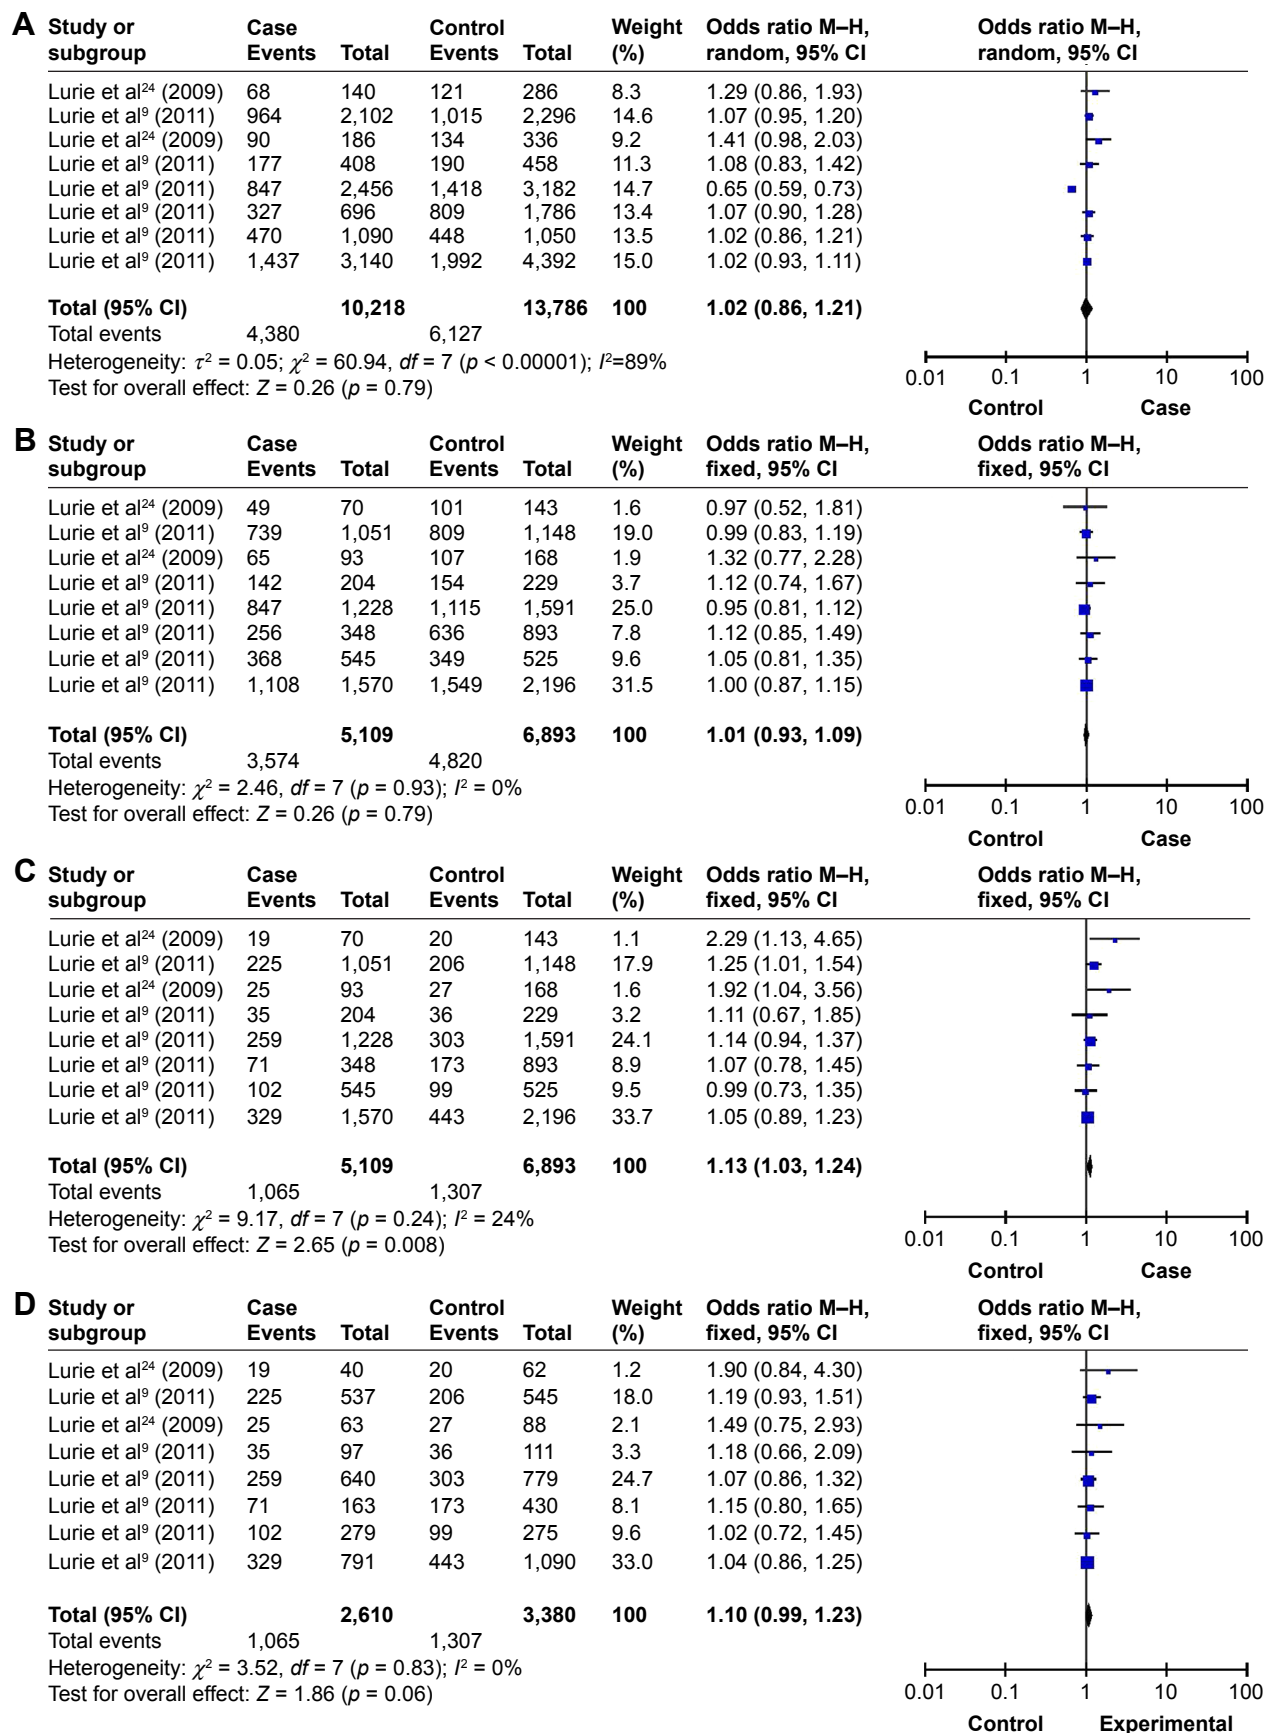 A Study or Case Control Weight Odds ratio M–H, Odds ratio M–H,
subgroup Events Total Events Total (%) random, 95% CI random, 95% CI
Lurie et al24 (2009) 68 140 121 286 8.3 1.29 (0.86, 1.93)
Lurie et al9 (2011) 964 2,102 1,015 2,296 14.6 1.07 (0.95, 1.20)
Lurie et al24 (2009) 90 186 134 336 9.2 1.41 (0.98, 2.03)
Lurie et al9 (2011) 177 408 190 458 11.3 1.08 (0.83, 1.42)
Lurie et al9 (2011) 847 2,456 1,418 3,182 14.7 0.65 (0.59, 0.73)
Lurie et al9 (2011) 327 696 809 1,786 13.4 1.07 (0.90, 1.28)
Lurie et al9 (2011) 470 1,090 448 1,050 13.5 1.02 (0.86, 1.21)
Lurie et al9 (2011) 1,437 3,140 1,992 4,392 15.0 1.02 (0.93, 1.11)
Total (95% CI) 10,218 13,786 100 1.02 (0.86, 1.21)
Total events 4,380 6,127
Heterogeneity: τ2 = 0.05; χ2 = 60.94, df = 7 (p < 0.00001); I2=89%
Test for overall effect: Z = 0.26 (p = 0.79)
0.01 0.1 1 10 100
Control Case
B Study or Case Control Weight Odds ratio M–H, Odds ratio M–H,
subgroup Events Total Events Total (%) fixed, 95% CI fixed, 95% CI
Lurie et al24 (2009) 49 70 101 143 1.6 0.97 (0.52, 1.81)
Lurie et al9 (2011) 739 1,051 809 1,148 19.0 0.99 (0.83, 1.19)
Lurie et al24 (2009) 65 93 107 168 1.9 1.32 (0.77, 2.28)
Lurie et al9 (2011) 142 204 154 229 3.7 1.12 (0.74, 1.67)
Lurie et al9 (2011) 847 1,228 1,115 1,591 25.0 0.95 (0.81, 1.12)
Lurie et al9 (2011) 256 348 636 893 7.8 1.12 (0.85, 1.49)
Lurie et al9 (2011) 368 545 349 525 9.6 1.05 (0.81, 1.35)
Lurie et al9 (2011) 1,108 1,570 1,549 2,196 31.5 1.00 (0.87, 1.15)
Total (95% CI) 5,109 6,893 100 1.01 (0.93, 1.09)
Total events 3,574 4,820
Heterogeneity: χ2 = 2.46, df = 7 (p = 0.93); I2 = 0%
Test for overall effect: Z = 0.26 (p = 0.79)
0.01 0.1 1 10 100
Control Case
C Study or Case Control Weight Odds ratio M–H, Odds ratio M–H,
subgroup Events Total Events Total (%) fixed, 95% CI fixed, 95% CI
Lurie et al24 (2009) 19 70 20 143 1.1 2.29 (1.13, 4.65)
Lurie et al9 (2011) 225 1,051 206 1,148 17.9 1.25 (1.01, 1.54)
Lurie et al24 (2009) 25 93 27 168 1.6 1.92 (1.04, 3.56)
Lurie et al9 (2011) 35 204 36 229 3.2 1.11 (0.67, 1.85)
Lurie et al9 (2011) 259 1,228 303 1,591 24.1 1.14 (0.94, 1.37)
Lurie et al9 (2011) 71 348 173 893 8.9 1.07 (0.78, 1.45)
Lurie et al9 (2011) 102 545 99 525 9.5 0.99 (0.73, 1.35)
Lurie et al9 (2011) 329 1,570 443 2,196 33.7 1.05 (0.89, 1.23)
Total (95% CI) 5,109 6,893 100 1.13 (1.03, 1.24)
Total events 1,065 1,307
Heterogeneity: χ2 = 9.17, df = 7 (p = 0.24); I2 = 24%
Test for overall effect: Z = 2.65 (p = 0.008)
0.01 0.1 1 10 100
Control Case
D Study or Case Control Weight Odds ratio M–H, Odds ratio M–H,
subgroup Events Total Events Total (%) fixed, 95% CI fixed, 95% CI
Lurie et al24 (2009) 19 40 20 62 1.2 1.90 (0.84, 4.30)
Lurie et al9 (2011) 225 537 206 545 18.0 1.19 (0.93, 1.51)
Lurie et al24 (2009) 25 63 27 88 2.1 1.49 (0.75, 2.93)
Lurie et al9 (2011) 35 97 36 111 3.3 1.18 (0.66, 2.09)
Lurie et al9 (2011) 259 640 303 779 24.7 1.07 (0.86, 1.32)
Lurie et al9 (2011) 71 163 173 430 8.1 1.15 (0.80, 1.65)
Lurie et al9 (2011) 102 279 99 275 9.6 1.02 (0.72, 1.45)
Lurie et al9 (2011) 329 791 443 1,090 33.0 1.04 (0.86, 1.25)
Total (95% CI) 2,610 3,380 100 1.10 (0.99, 1.23)
Total events 1,065 1,307
Heterogeneity: χ2 = 3.52, df = 7 (p = 0.83); I2 = 0%
Test for overall effect: Z = 1.86 (p = 0.06)
0.01 0.1 1 10 100
Control Experimental